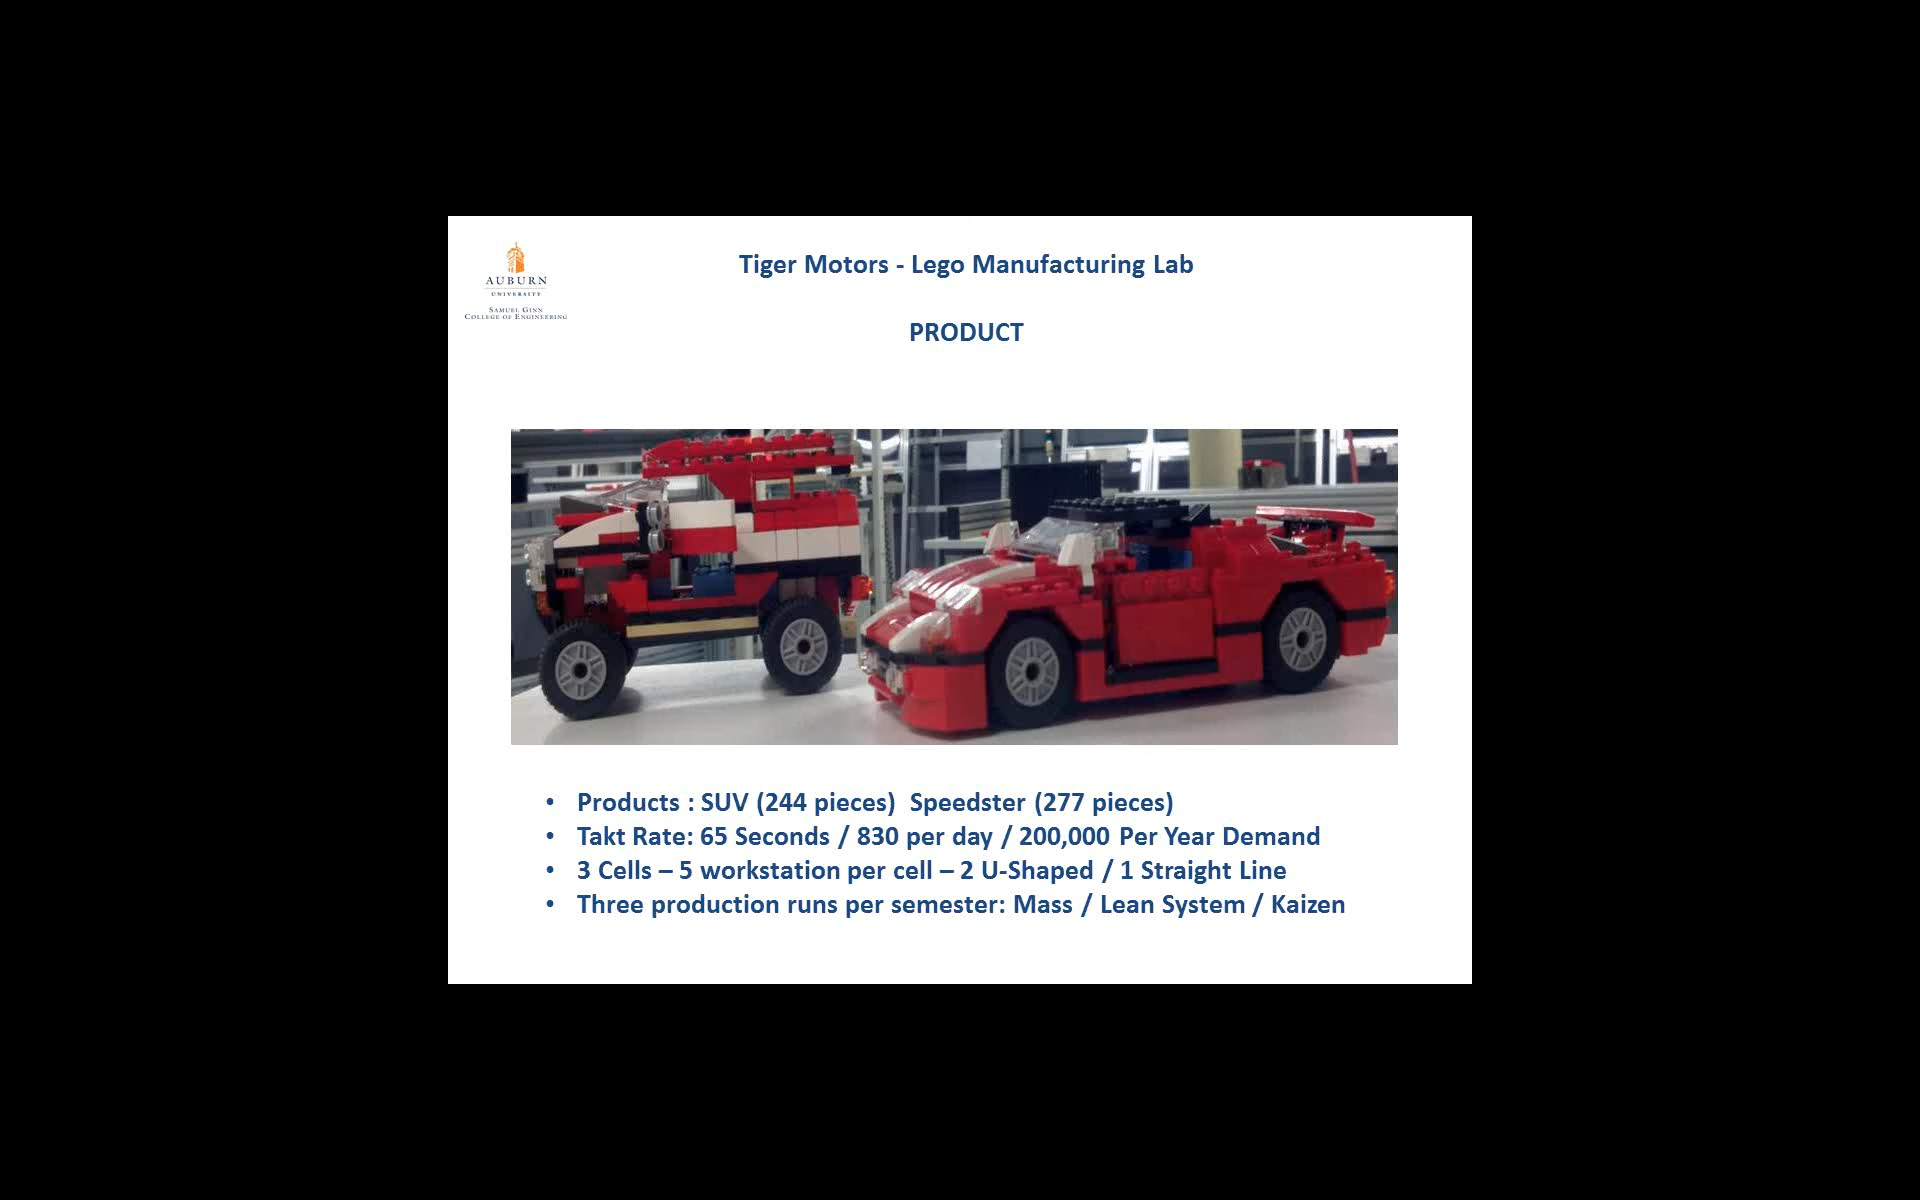 AUBURN
UNIVERSITY
SAMUEL GINN
COLLEGE OF ENGINEERING
Tiger Motors - Lego Manufacturing Lab
PRODUCT
• Products : SUV (244 pieces)  Speedster (277 pieces)
• Takt Rate: 65 Seconds / 830 per day / 200,000 Per Year Demand
• 3 Cells – 5 workstation per cell – 2 U-Shaped / 1 Straight Line
• Three production runs per semester: Mass / Lean System / Kaizen